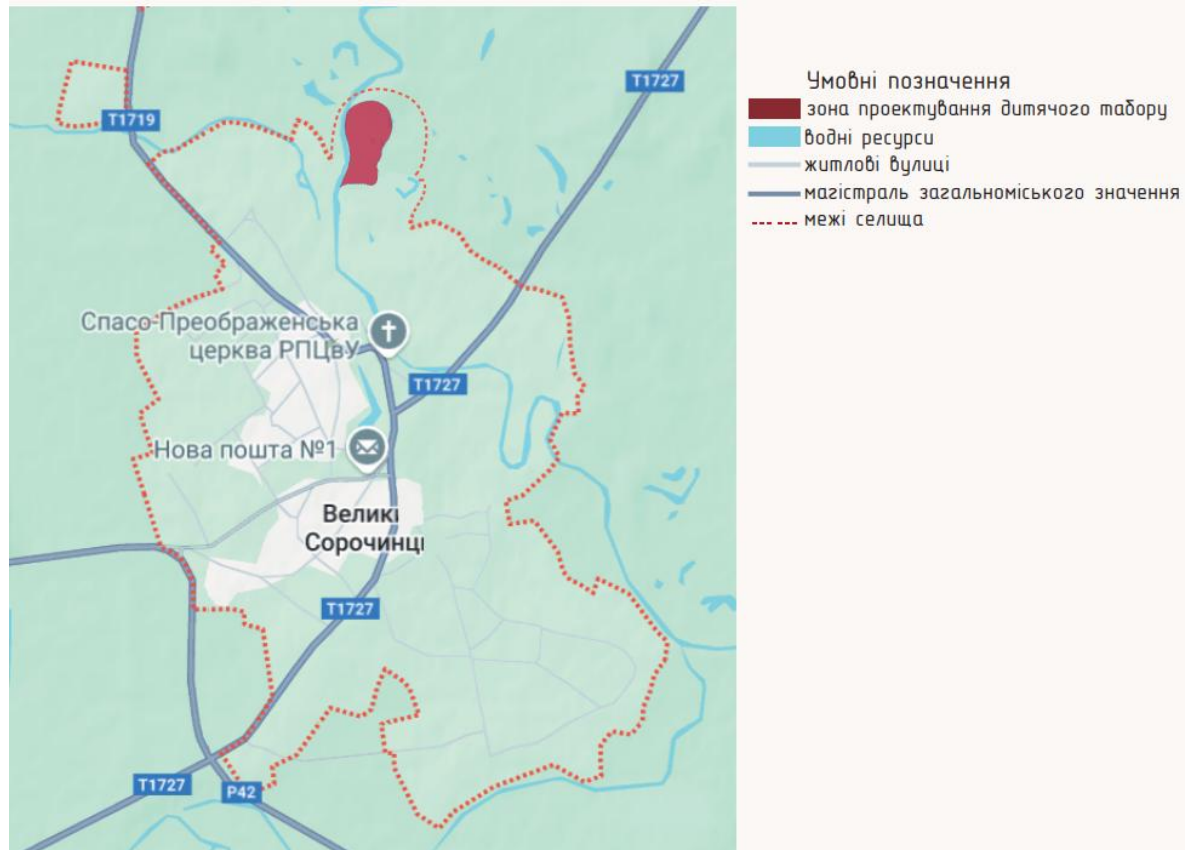 T1727
T1719
Спасо-Преображенська
церква РПЦвУ
T1727
Нова пошта №1
Великі
Сорочинці
T1727
T1727
P42
Умовні позначення
зона проектування дитячого табору
водні ресурси
житлові вулиці
магістраль загальноміського значення
межі селища